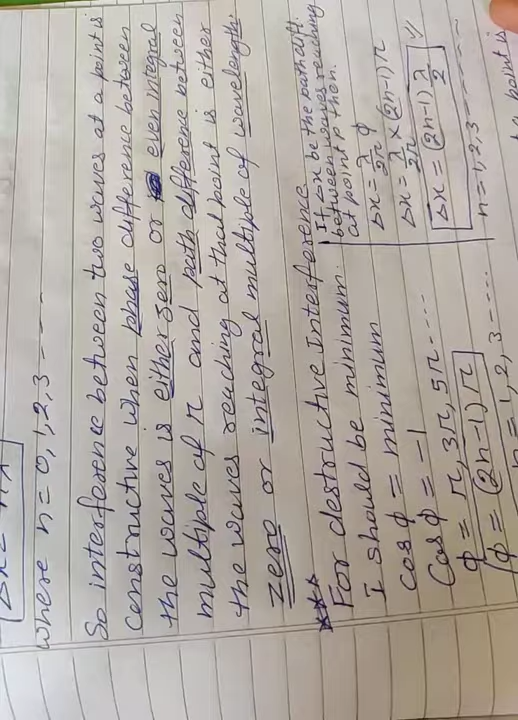 where n = 0, 1, 2, 3 - - - -
So interference between two waves at a point is
constructive when phase difference between
the waves is either zero or even integral
multiple of π and path difference between
the waves reaching at that point is either
zero or integral multiple of wavelength.
For destructive Interference
I should be minimum.
cos φ = minimum
Cos φ = -1
φ = π, 3π, 5π - - - -
φ = (2n-1)π
n = 1, 2, 3 - - - -
If Δx be the path diff.
between waves reaching
at point P then.
Δx = λ/2π φ
Δx = λ/2π × (2n-1)π
Δx = (2n-1) λ/2
n = 1, 2, 3 - - - - -
point is